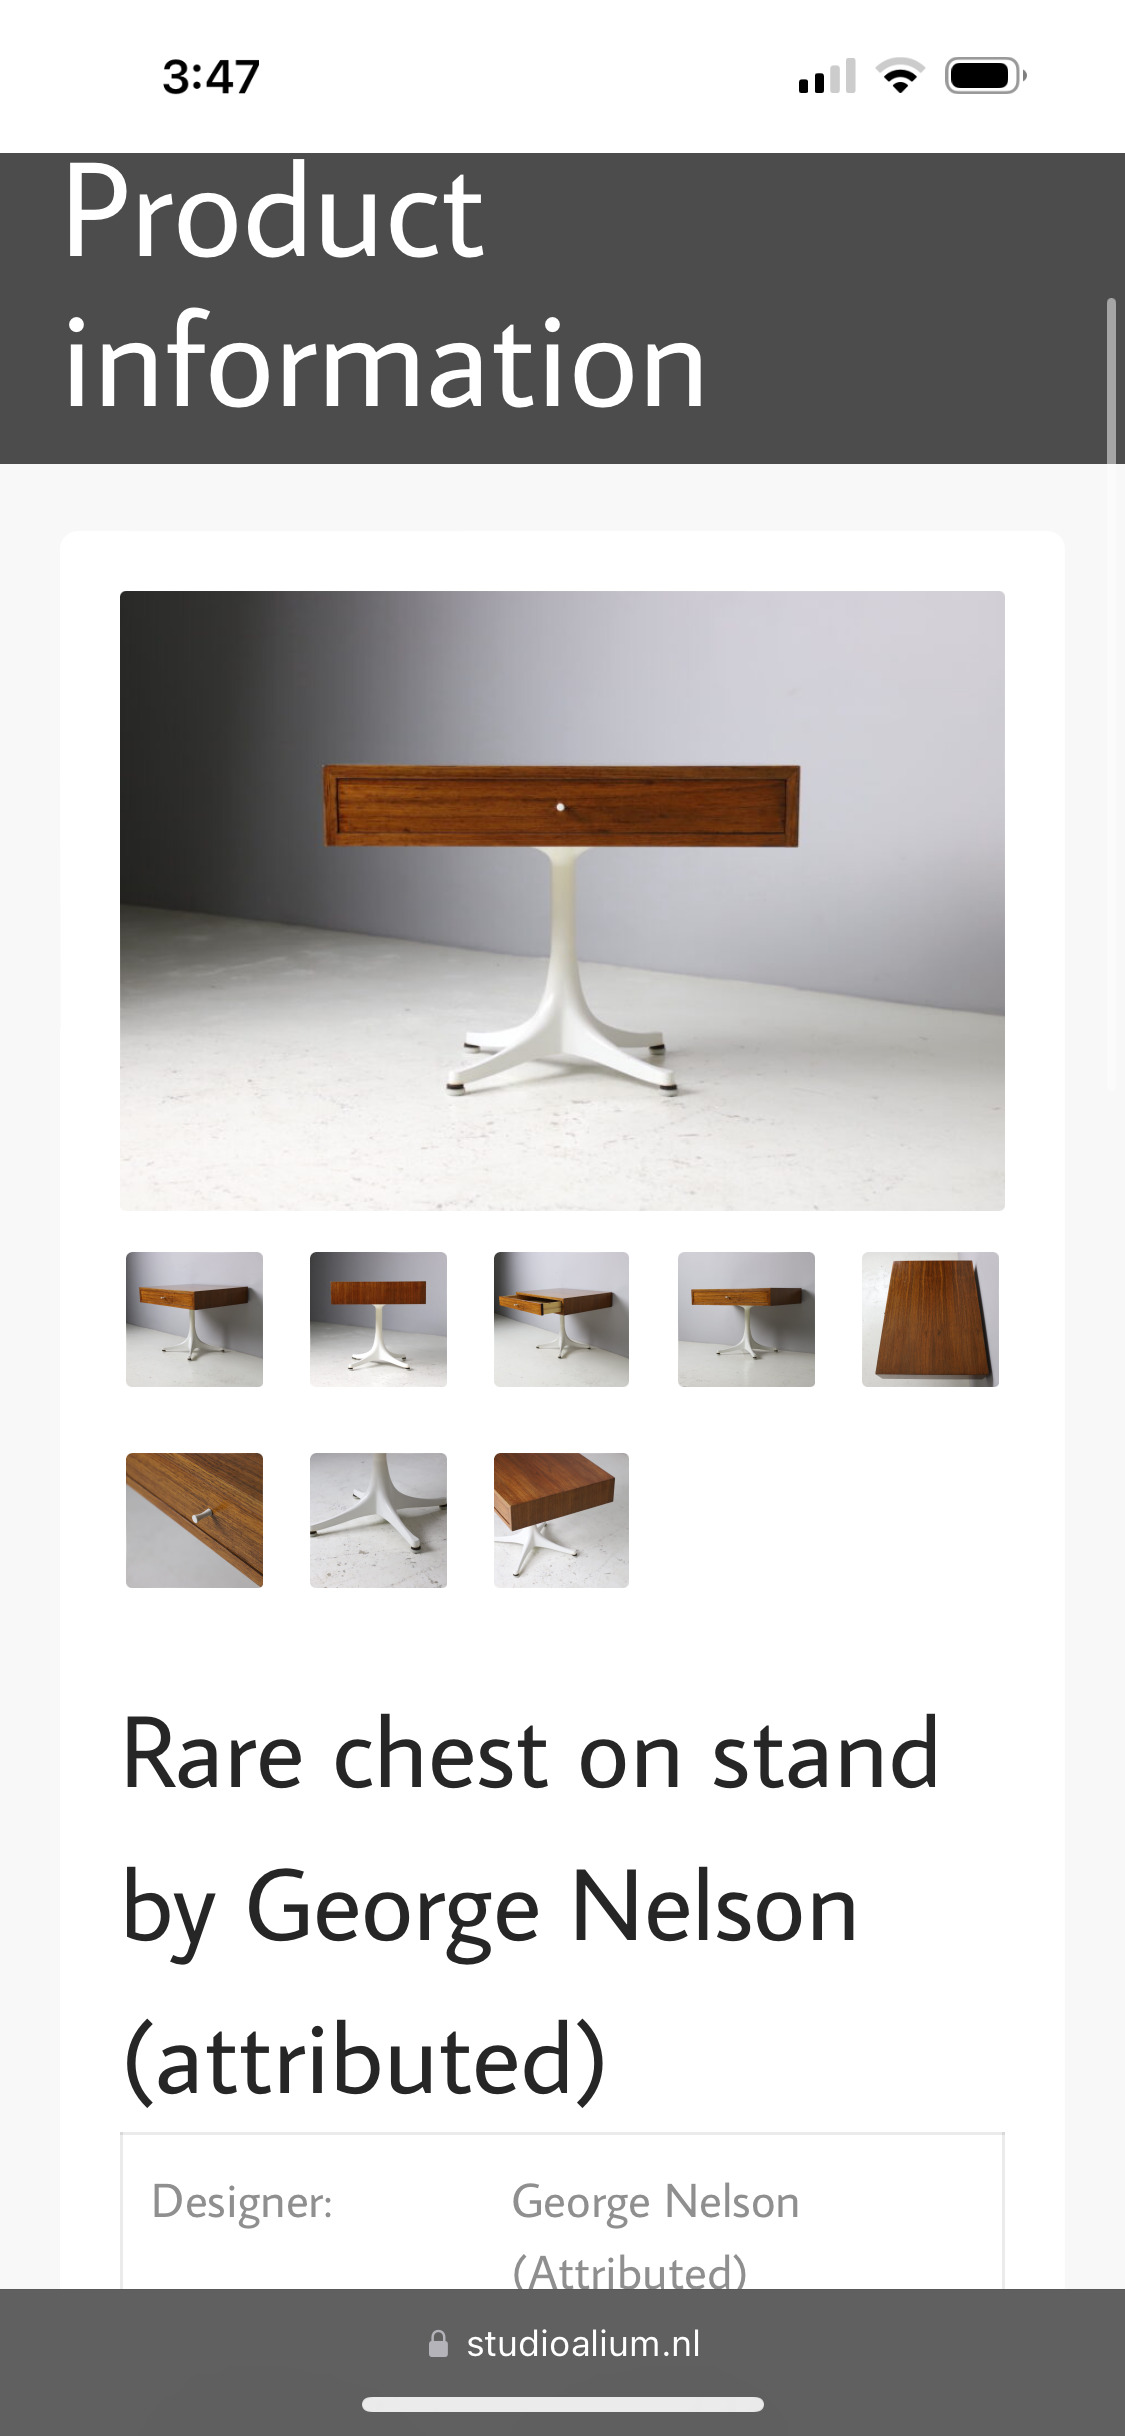 3:47
Product
information
Rare chest on stand
by George Nelson
(attributed)
Designer: George Nelson
(Attributed)
studioalium.nl